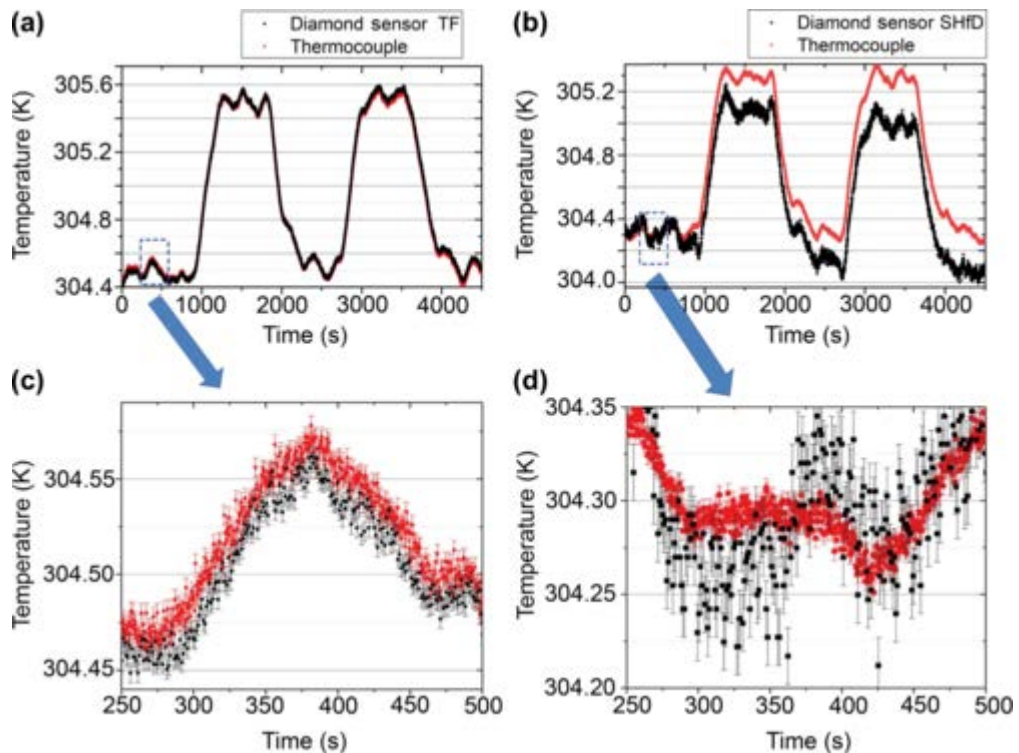 (a)
Diamond sensor TF
Thermocouple
305.6
305.2
304.8
304.4
Temperature (K)
0 1000 2000 3000 4000
Time (s)
(b)
Diamond sensor SHfD
Thermocouple
305.2
304.8
304.4
304.0
Temperature (K)
0 1000 2000 3000 4000
Time (s)
(c)
304.55
304.50
304.45
Temperature (K)
250 300 350 400 450 500
Time (s)
(d)
304.35
304.30
304.25
304.20
Temperature (K)
250 300 350 400 450 500
Time (s)